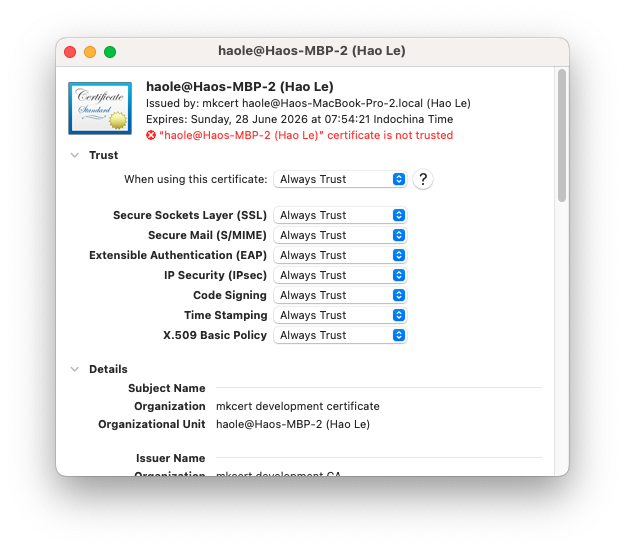 haole@Haos-MBP-2 (Hao Le)
Certificate
Standard
haole@Haos-MBP-2 (Hao Le)
Issued by: mkcert haole@Haos-MacBook-Pro-2.local (Hao Le)
Expires: Sunday, 28 June 2026 at 07:54:21 Indochina Time
"haole@Haos-MBP-2 (Hao Le)" certificate is not trusted
Trust
When using this certificate: Always Trust ?
Secure Sockets Layer (SSL) Always Trust
Secure Mail (S/MIME) Always Trust
Extensible Authentication (EAP) Always Trust
IP Security (IPsec) Always Trust
Code Signing Always Trust
Time Stamping Always Trust
X.509 Basic Policy Always Trust
Details
Subject Name
Organization mkcert development certificate
Organizational Unit haole@Haos-MBP-2 (Hao Le)
Issuer Name
Organization mkcert development CA